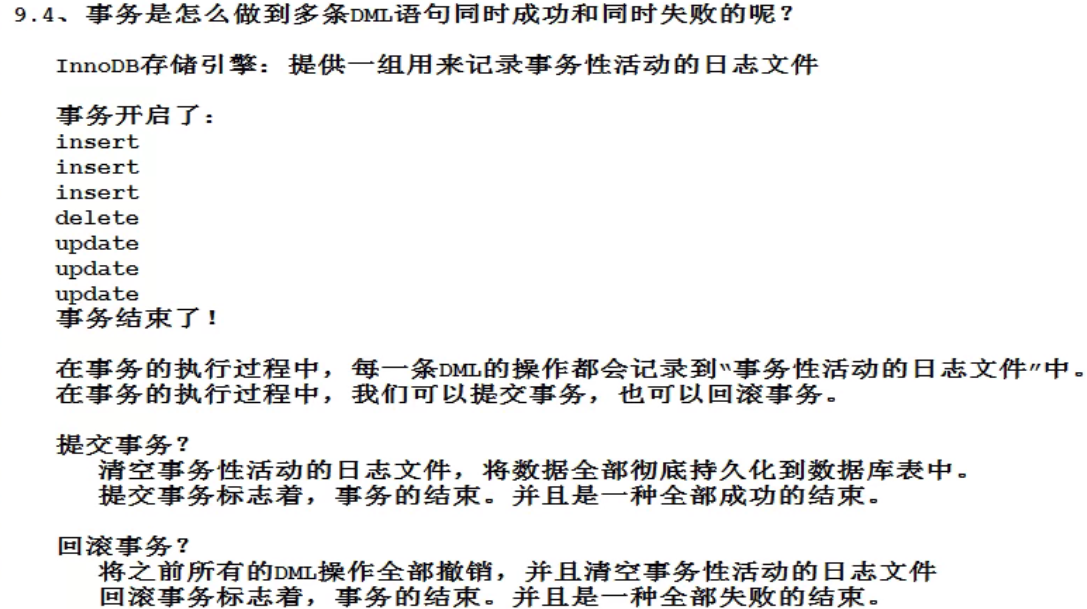 9.4、事务是怎么做到多条DML语句同时成功和同时失败的呢？
InnoDB存储引擎：提供一组用来记录事务性活动的日志文件
事务开启了：
insert
insert
insert
delete
update
update
update
事务结束了！
在事务的执行过程中，每一条DML的操作都会记录到“事务性活动的日志文件”中。
在事务的执行过程中，我们可以提交事务，也可以回滚事务。
提交事务？
清空事务性活动的日志文件，将数据全部彻底持久化到数据库表中。
提交事务标志着，事务的结束。并且是一种全部成功的结束。
回滚事务？
将之前所有的DML操作全部撤销，并且清空事务性活动的日志文件
回滚事务标志着，事务的结束。并且是一种全部失败的结束。